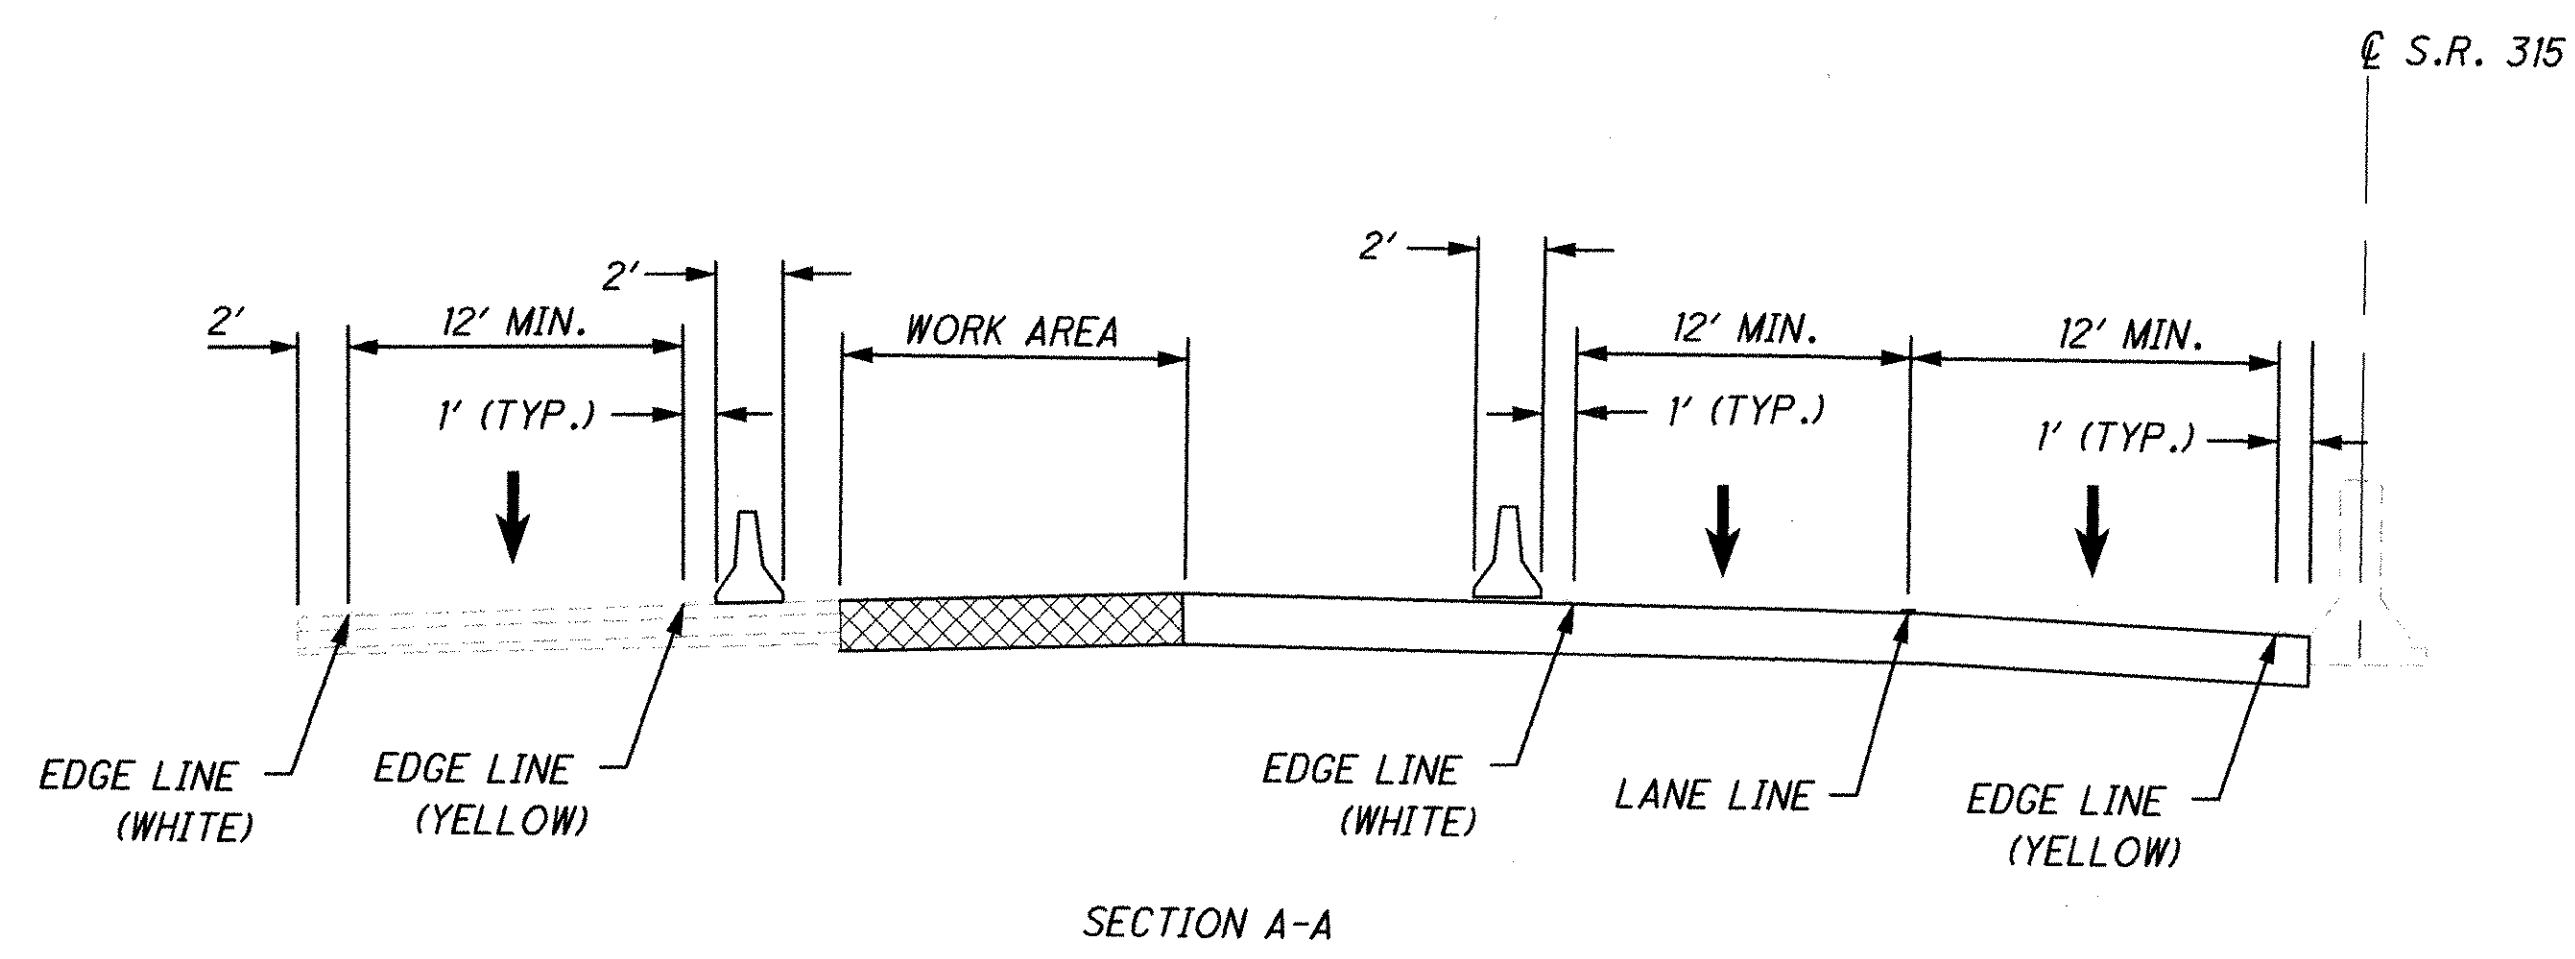 ℄ S.R. 315
2'
2'
2'
12' MIN.
WORK AREA
12' MIN.
12' MIN.
1' (TYP.)
1' (TYP.)
1' (TYP.)
EDGE LINE
(WHITE)
EDGE LINE
(YELLOW)
EDGE LINE
(WHITE)
LANE LINE
EDGE LINE
(YELLOW)
SECTION A-A